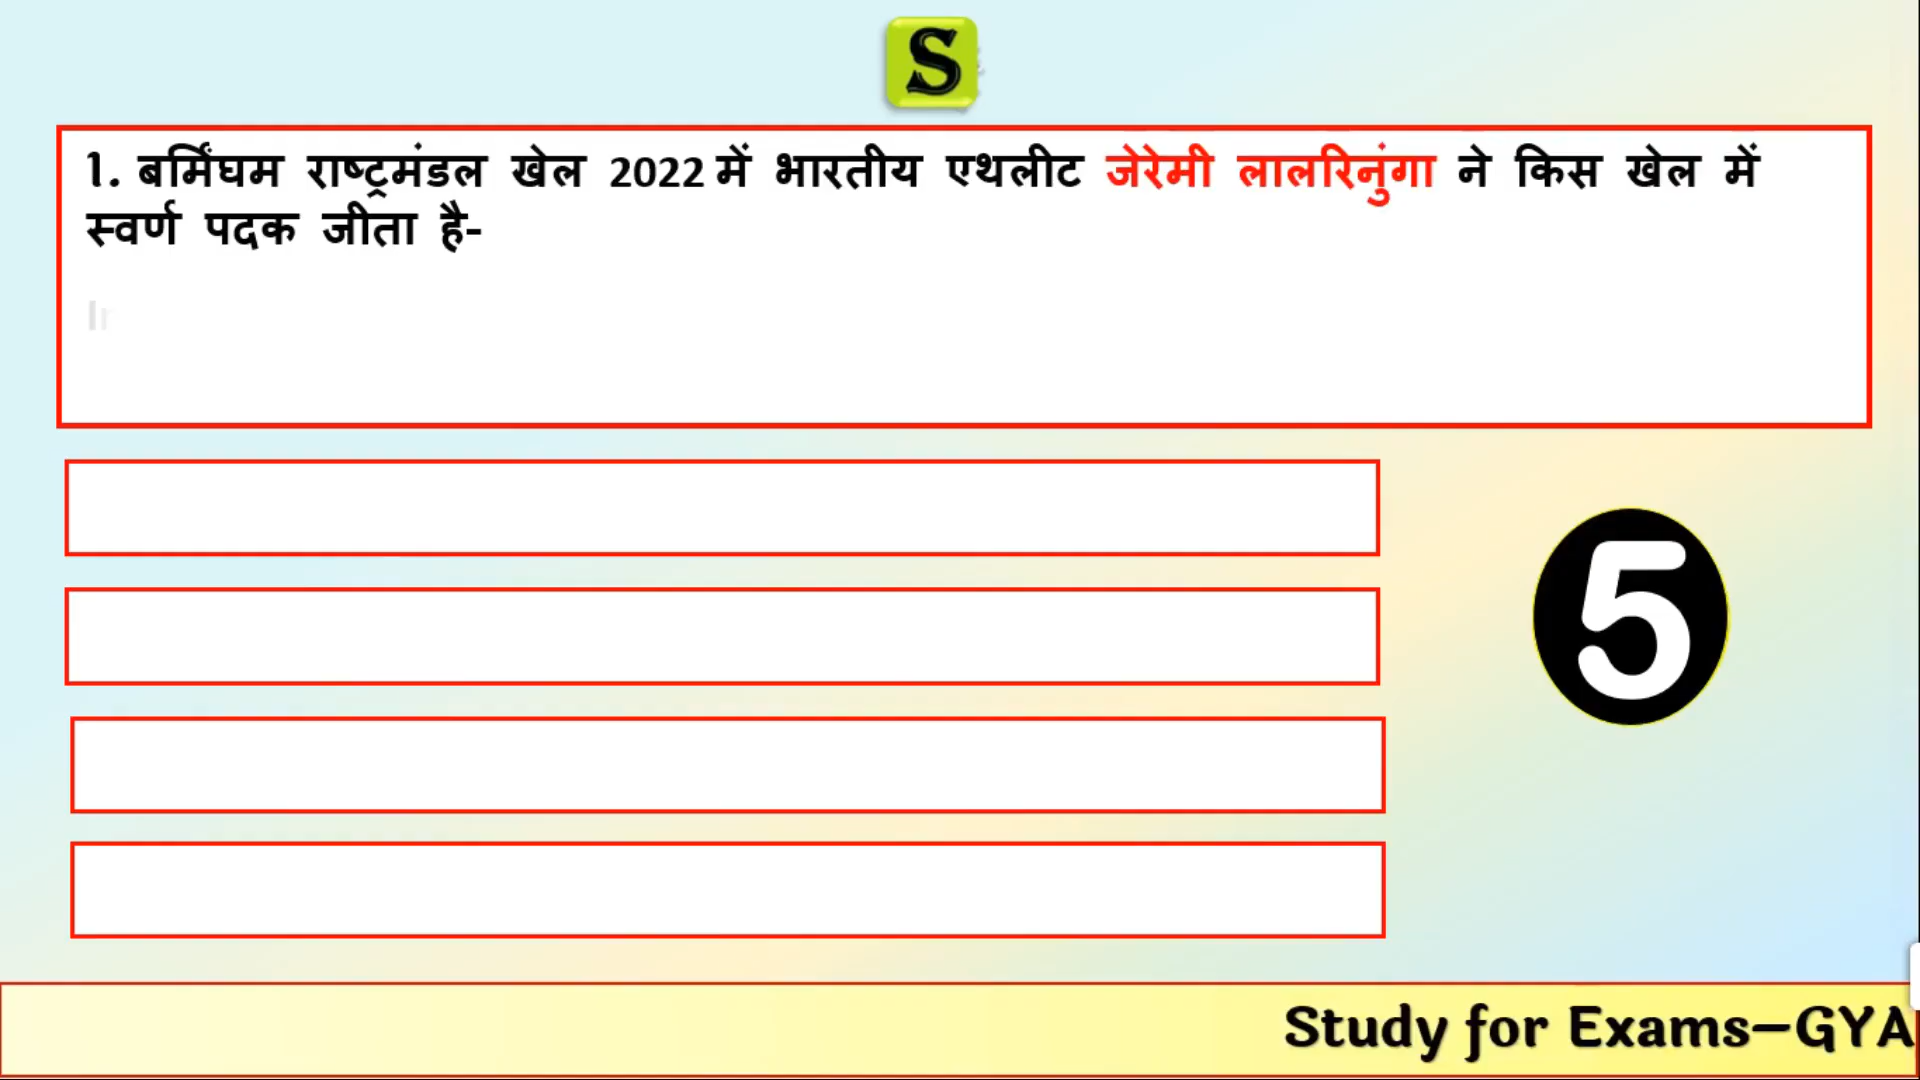 S
1. बर्मिंघम राष्ट्रमंडल खेल 2022 में भारतीय एथलीट जेरेमी लालरिनुंगा ने किस खेल में
स्वर्ण पदक जीता है-
5
Study for Exams-GYA